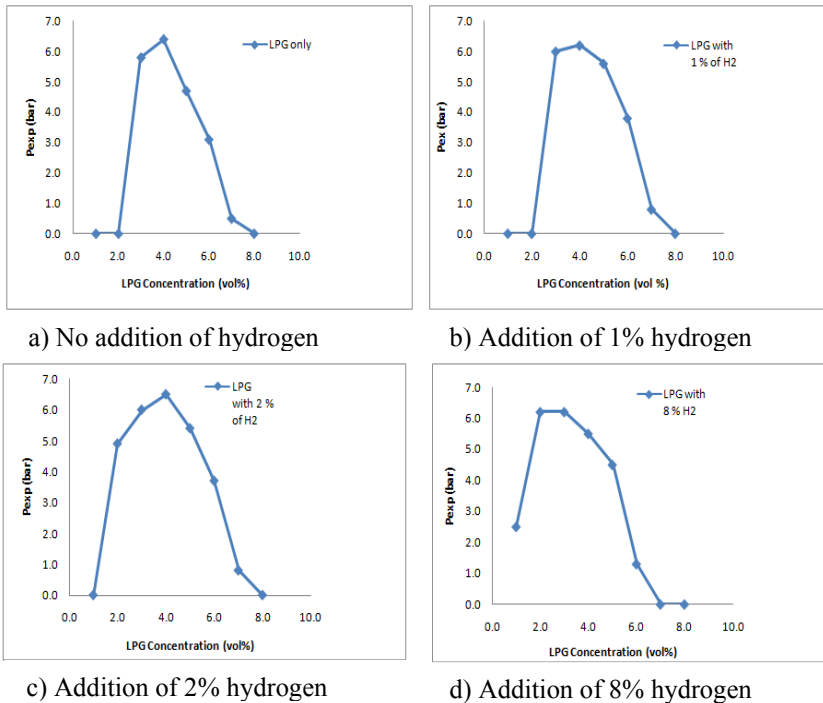 7.0
6.0
5.0
4.0
3.0
2.0
1.0
0.0
Pexp (bar)
0.0 2.0 4.0 6.0 8.0 10.0
LPG Concentration (vol%)
LPG only
a) No addition of hydrogen
7.0
6.0
5.0
4.0
3.0
2.0
1.0
0.0
Pex (bar)
0.0 2.0 4.0 6.0 8.0 10.0
LPG Concentration (vol %)
LPG with
1 % of H2
b) Addition of 1% hydrogen
7.0
6.0
5.0
4.0
3.0
2.0
1.0
0.0
Pexp (bar)
0.0 2.0 4.0 6.0 8.0 10.0
LPG Concentration (vol%)
LPG
with 2 %
of H2
c) Addition of 2% hydrogen
7.0
6.0
5.0
4.0
3.0
2.0
1.0
0.0
Pexp (bar)
0.0 2.0 4.0 6.0 8.0 10.0
LPG Concentration (vol%)
LPG with
8 % H2
d) Addition of 8% hydrogen